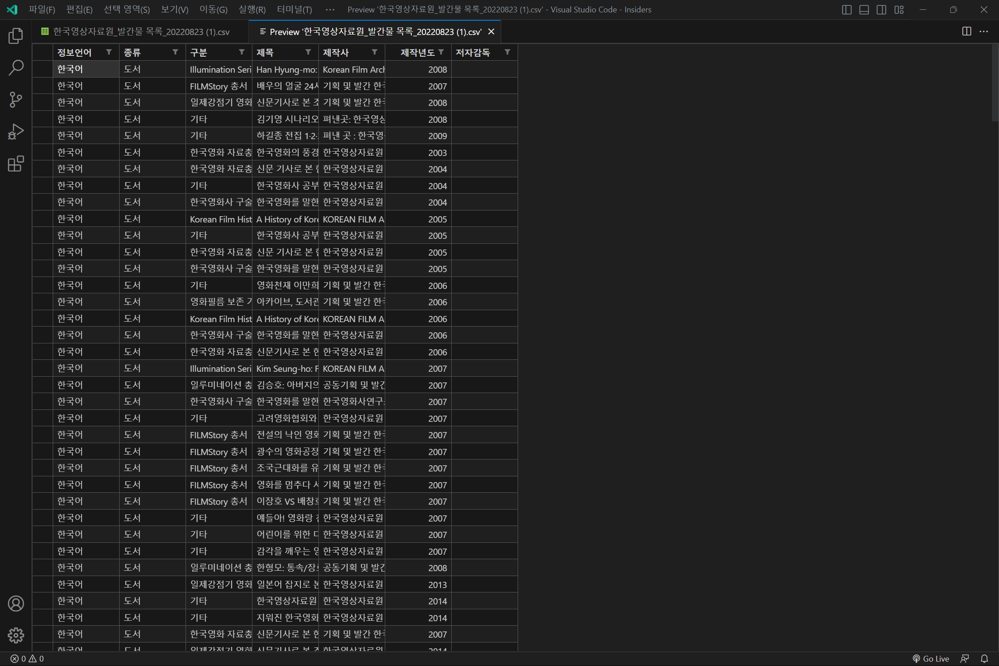 파일(F) 편집(E) 선택 영역(S) 보기(V) 이동(G) 실행(R) 터미널(T) ··· Preview '한국영상자료원_발간물 목록_20220823 (1).csv' - Visual Studio Code - Insiders
한국영상자료원_발간물 목록_20220823 (1).csv Preview '한국영상자료원_발간물 목록_20220823 (1).csv'
정보언어 종류 구분 제목 제작사 제작년도 저자감독
한국어 도서 Illumination Seri Han Hyung-mo: Korean Film Arch 2008
한국어 도서 FILMStory 총서 배우의 얼굴 24 기획 및 발간 2007
한국어 도서 일제강점기 영화 신문기사로 본 기획 및 발간 2008
한국어 도서 기타 김기영 시나리오 펴낸곳: 한국영상 2008
한국어 도서 기타 하길종 전집 1·2· 펴낸 곳 : 한국영 2009
한국어 도서 한국영화 자료총 한국영화의 풍경 한국영상자료원 2003
한국어 도서 한국영화 자료총 신문 기사로 본 한국영상자료원 2004
한국어 도서 기타 한국영화사 공부 한국영상자료원 2004
한국어 도서 한국영화사 구술 한국영화를 말한 한국영상자료원 2004
한국어 도서 Korean Film Hist A History of Kore KOREAN FILM A 2005
한국어 도서 기타 한국영화사 공부 한국영상자료원 2005
한국어 도서 한국영화 자료총 신문 기사로 본 한국영상자료원 2005
한국어 도서 한국영화사 구술 한국영화를 말한 한국영상자료원 2005
한국어 도서 기타 영화천재 이만희 기획 및 발간 2006
한국어 도서 영화필름 보존 아카이브, 도서관 기획 및 발간 2006
한국어 도서 Korean Film Hist A History of Kore KOREAN FILM A 2006
한국어 도서 한국영화사 구술 한국영화를 말한 한국영상자료원 2006
한국어 도서 한국영화 자료총 신문기사로 본 한 한국영상자료원 2006
한국어 도서 Illumination Seri Kim Seung-ho: F KOREAN FILM A 2007
한국어 도서 일루미네이션 총 김승호: 아버지의 공동기획 및 발간 2007
한국어 도서 한국영화사 구술 한국영화를 말한 한국영화사연구 2007
한국어 도서 기타 고려영화협회와 한국영상자료원 2007
한국어 도서 FILMStory 총서 전설의 낙인 영화 기획 및 발간 2007
한국어 도서 FILMStory 총서 광수의 영화공장 기획 및 발간 2007
한국어 도서 FILMStory 총서 조국근대화를 유 기획 및 발간 2007
한국어 도서 FILMStory 총서 영화를 멈추다 기획 및 발간 2007
한국어 도서 FILMStory 총서 이장호 VS 배창호 기획 및 발간 2007
한국어 도서 기타 얘들아! 영화랑 한국영상자료원 2007
한국어 도서 기타 어린이를 위한 한국영상자료원 2007
한국어 도서 기타 감각을 깨우는 한국영상자료원 2007
한국어 도서 일루미네이션 총 한형모: 통속/장르 공동기획 및 발간 2008
한국어 도서 일제강점기 영화 일본어 잡지로 본 한국영상자료원 2013
한국어 도서 기타 한국영상자료원 한국영상자료원 2014
한국어 도서 기타 지워진 한국영화 한국영상자료원 2014
한국어 도서 한국영화 자료총 신문기사로 본 한 기획 및 발간 2007
한국어 도서 일제강점기 영화 신문기사로 본 한국영상자료원 2014
0 0 Go Live